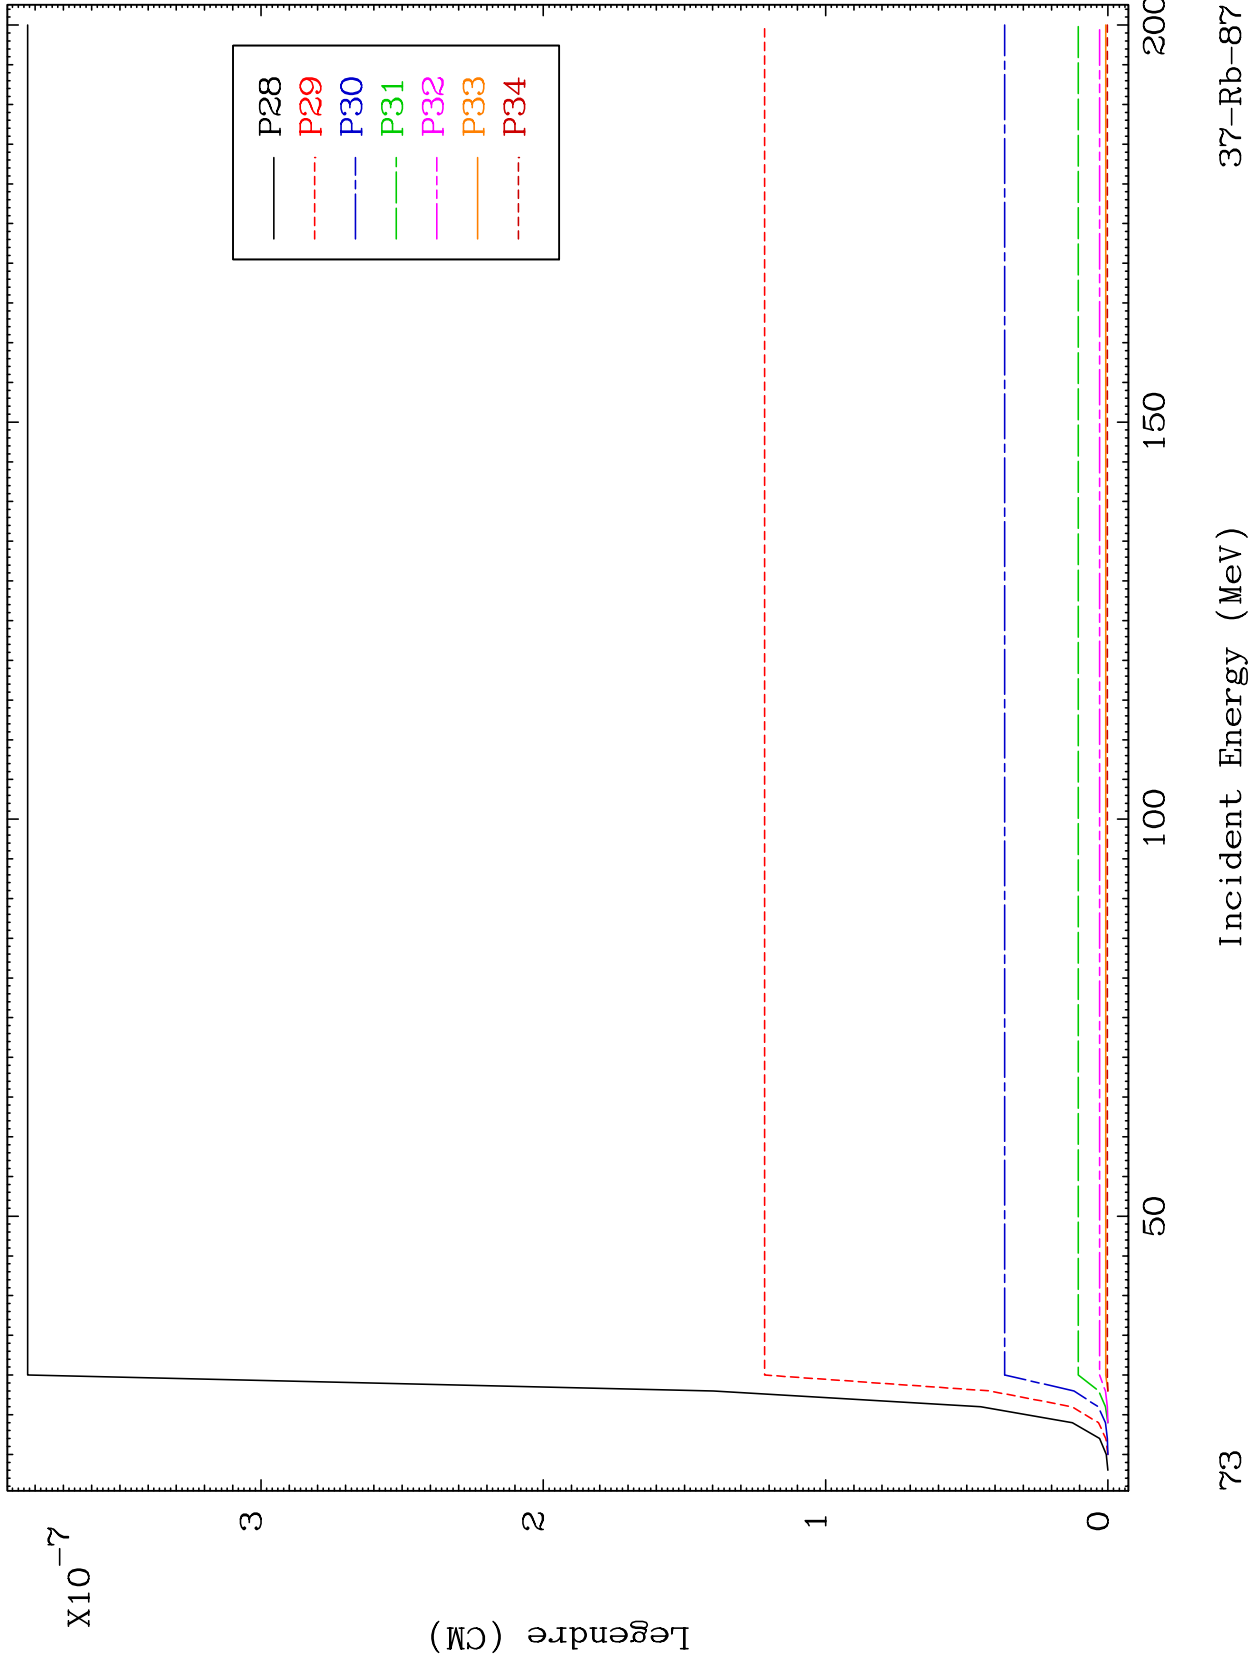 X10⁻⁷
Legendre (CM)
3
2
1
0
P28
P29
P30
P31
P32
P33
P34
50
100
150
200
Incident Energy (MeV)
73
37-Rb-87